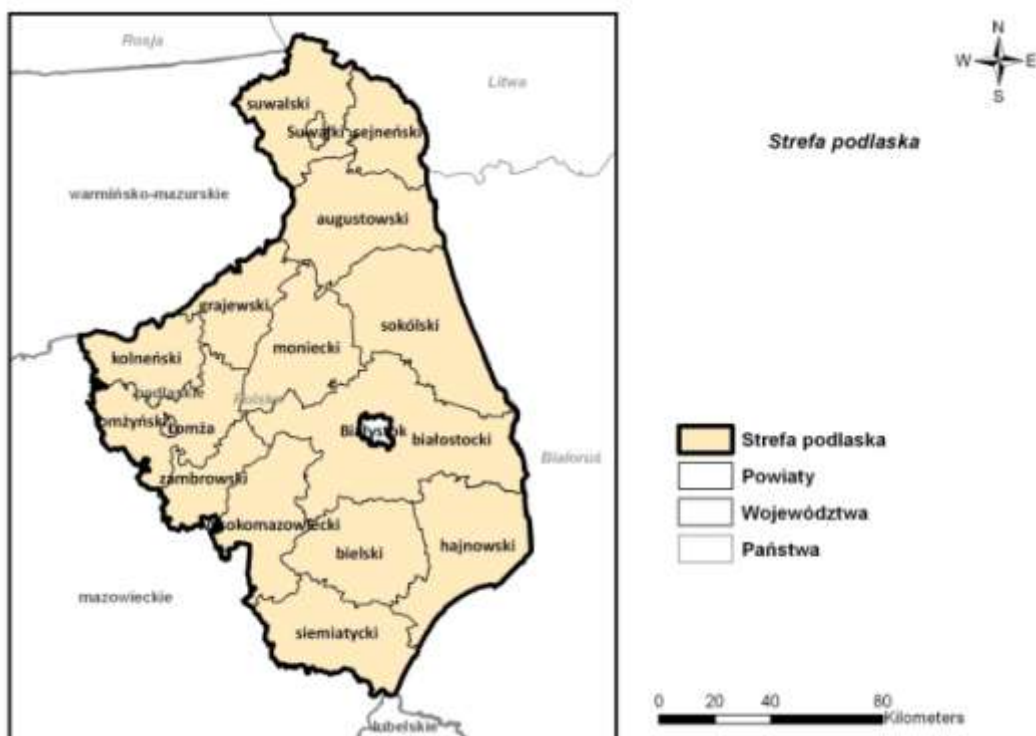 Rosja
N
W E
S
Litwa
suwalski
Suwałki
sejneński
Strefa podlaska
warmińsko-mazurskie
augustowski
grajewski
sokólski
moniecki
kolneński
podlaskie
Polska
łomżyński
Łomża
Białystok
białostocki
Strefa podlaska
Białoruś
zambrowski
Powiaty
Województwa
wysokomazowiecki
hajnowski
bielski
Państwa
mazowieckie
siemiatycki
0 20 40 80
Kilometers
lubelskie